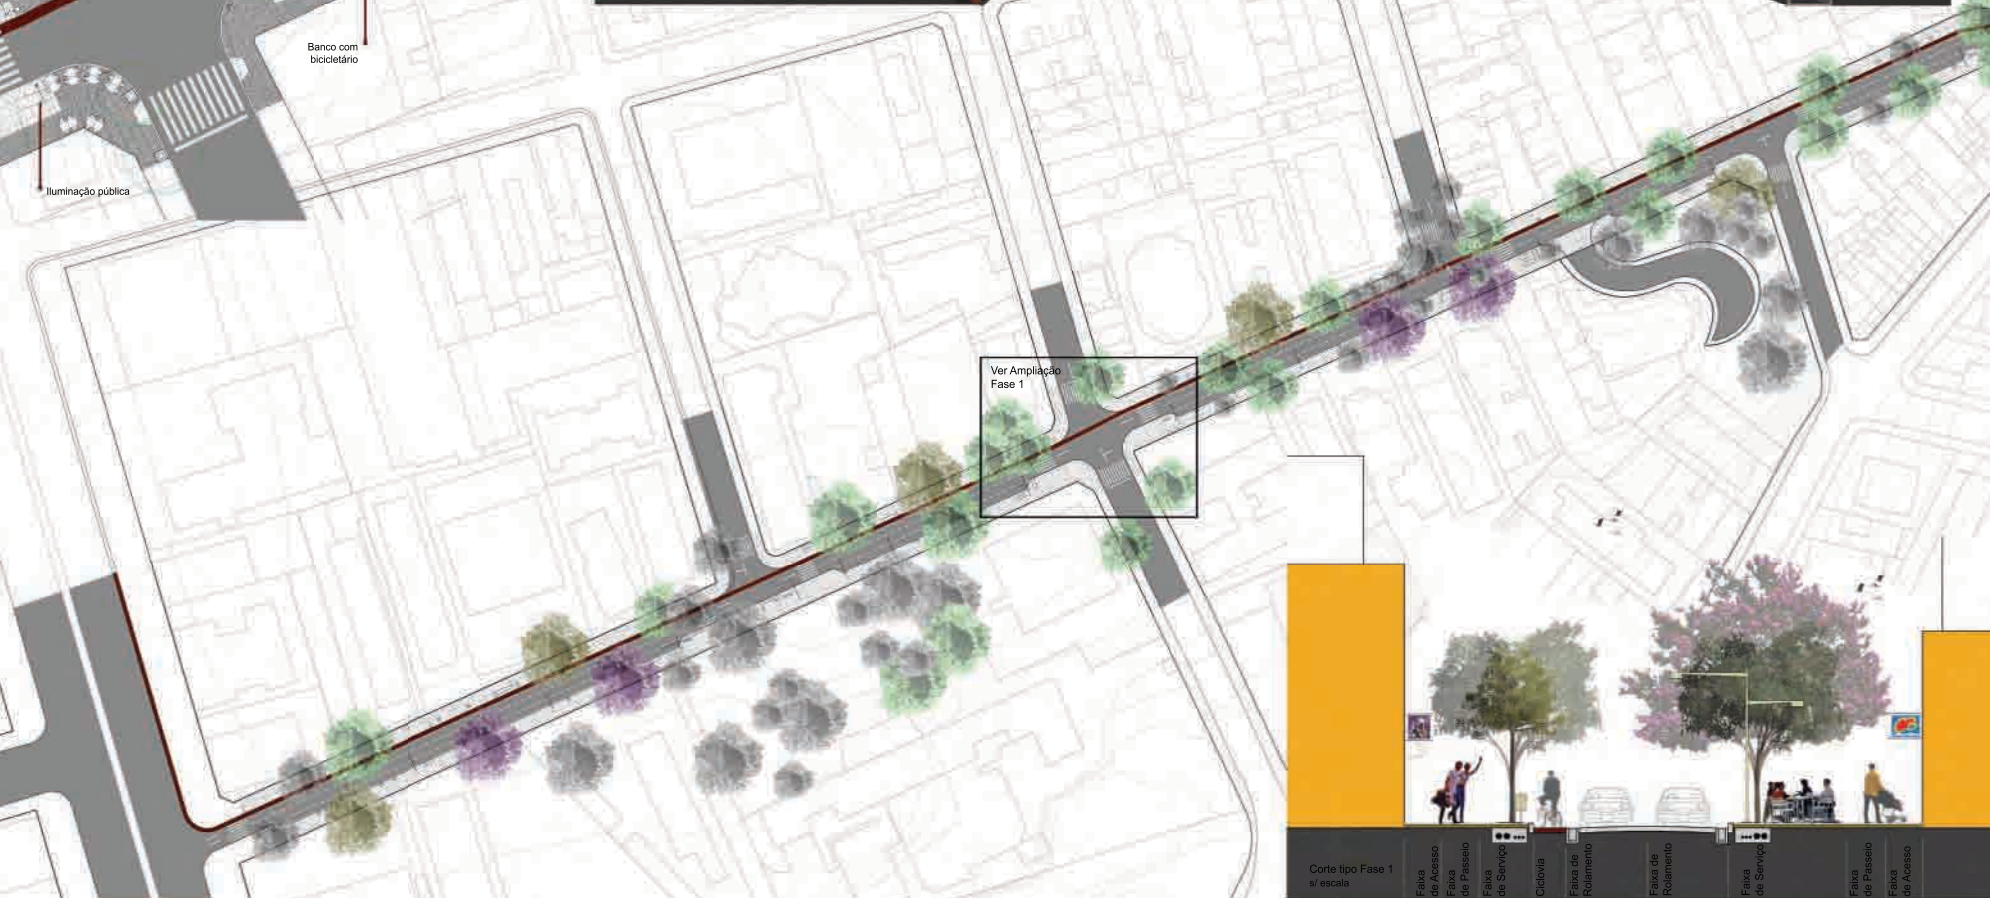 Banco com
bicicletário
Iluminação pública
Ver Ampliação
Fase 1
Corte tipo Fase 1
s/ escala
Faixa
de Acesso
Faixa
de Passeio
Faixa
de Serviço
Ciclovia
Faixa de
Rolamento
Faixa de
Rolamento
Faixa
de Serviço
Faixa
de Passeio
Faixa
de Acesso